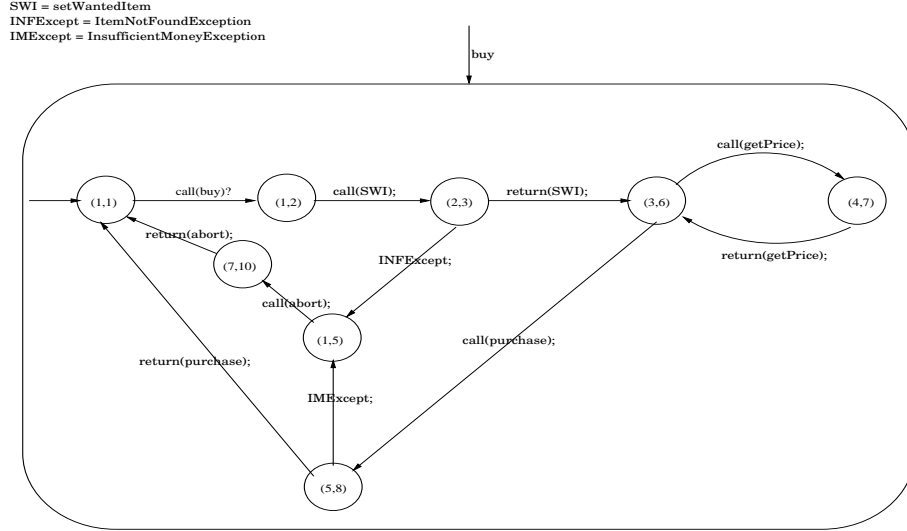 SWI = setWantedItem
INFExcept = ItemNotFoundException
IMExcept = InsufficientMoneyException
buy
call(getPrice);
call(buy)?
call(SWI);
return(SWI);
(1,1)
(1,2)
(2,3)
(3,6)
(4,7)
return(abort);
(7,10)
INFExcept;
return(getPrice);
call(abort);
(1,5)
call(purchase);
return(purchase);
IMExcept;
(5,8)